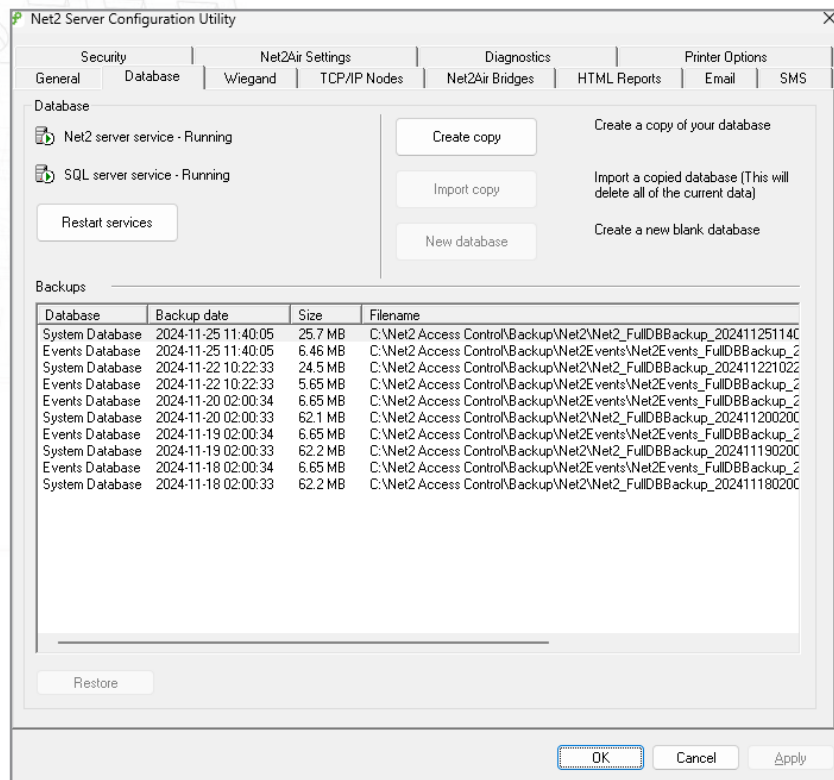 Net2 Server Configuration Utility
Security Net2Air Settings Diagnostics Printer Options
General Database Wiegand TCP/IP Nodes Net2Air Bridges HTML Reports Email SMS
Database
Net2 server service - Running
SQL server service - Running
Restart services
Create copy
Create a copy of your database
Import copy
Import a copied database (This will
delete all of the current data)
New database
Create a new blank database
Backups
Database Backup date Size Filename
System Database 2024-11-25 11:40:05 25.7 MB C:\Net2 Access Control\Backup\Net2\Net2_FullDBBackup_202411251140
Events Database 2024-11-25 11:40:05 6.46 MB C:\Net2 Access Control\Backup\Net2Events\Net2Events_FullDBBackup_2
System Database 2024-11-22 10:22:33 24.5 MB C:\Net2 Access Control\Backup\Net2\Net2_FullDBBackup_202411221022
Events Database 2024-11-22 10:22:33 5.65 MB C:\Net2 Access Control\Backup\Net2Events\Net2Events_FullDBBackup_2
Events Database 2024-11-20 02:00:34 6.65 MB C:\Net2 Access Control\Backup\Net2Events\Net2Events_FullDBBackup_2
System Database 2024-11-20 02:00:33 62.1 MB C:\Net2 Access Control\Backup\Net2\Net2_FullDBBackup_202411200200
Events Database 2024-11-19 02:00:34 6.65 MB C:\Net2 Access Control\Backup\Net2Events\Net2Events_FullDBBackup_2
System Database 2024-11-19 02:00:33 62.2 MB C:\Net2 Access Control\Backup\Net2\Net2_FullDBBackup_202411190200
Events Database 2024-11-18 02:00:34 6.65 MB C:\Net2 Access Control\Backup\Net2Events\Net2Events_FullDBBackup_2
System Database 2024-11-18 02:00:33 62.2 MB C:\Net2 Access Control\Backup\Net2\Net2_FullDBBackup_202411180200
Restore
OK Cancel Apply